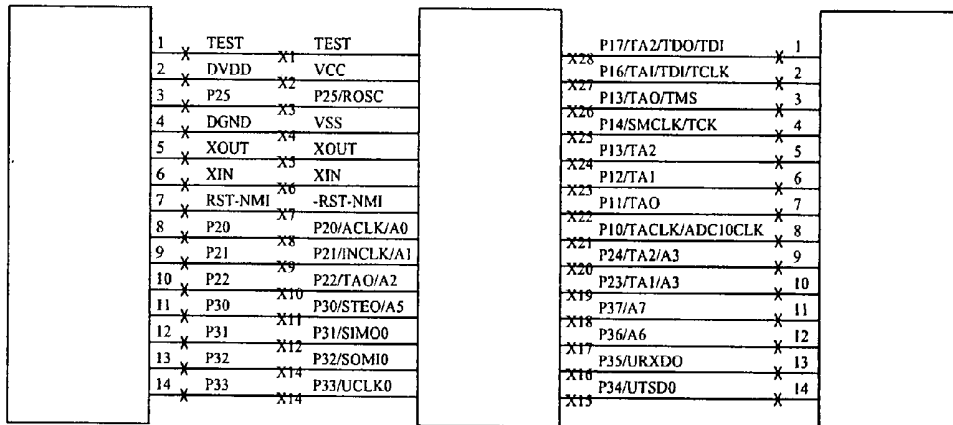 1 TEST X1 TEST
2 DVDD X2 VCC
3 P25 X3 P25/ROSC
4 DGND X4 VSS
5 XOUT X5 XOUT
6 XIN X6 XIN
7 RST-NMI X7 -RST-NMI
8 P20 X8 P20/ACLK/A0
9 P21 X9 P21/INCLK/A1
10 P22 X10 P22/TAO/A2
11 P30 X11 P30/STEO/A5
12 P31 X12 P31/SIMO0
13 P32 X14 P32/SOMI0
14 P33 X14 P33/UCLK0
X28 P17/TA2/TDO/TDI 1
X27 P16/TA1/TDI/TCLK 2
X26 P13/TAO/TMS 3
X25 P14/SMCLK/TCK 4
X24 P13/TA2 5
X23 P12/TA1 6
X22 P11/TAO 7
X21 P10/TACLK/ADC10CLK 8
X20 P24/TA2/A3 9
X19 P23/TA1/A3 10
X18 P37/A7 11
X17 P36/A6 12
X16 P35/URXDO 13
X15 P34/UTSD0 14